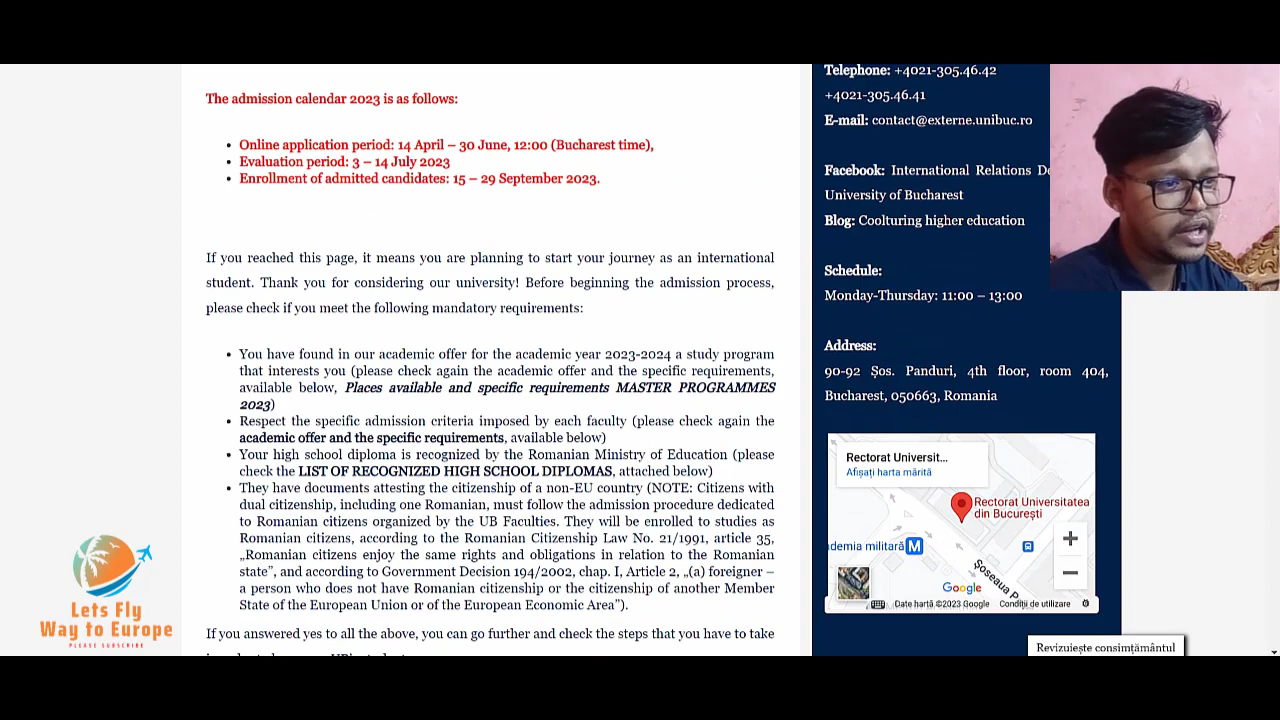 The admission calendar 2023 is as follows:
• Online application period: 14 April – 30 June, 12:00 (Bucharest time),
• Evaluation period: 3 – 14 July 2023
• Enrollment of admitted candidates: 15 – 29 September 2023.
If you reached this page, it means you are planning to start your journey as an international
student. Thank you for considering our university! Before beginning the admission process,
please check if you meet the following mandatory requirements:
• You have found in our academic offer for the academic year 2023-2024 a study program
that interests you (please check again the academic offer and the specific requirements,
available below, Places available and specific requirements MASTER PROGRAMMES
2023)
• Respect the specific admission criteria imposed by each faculty (please check again the
academic offer and the specific requirements, available below)
• Your high school diploma is recognized by the Romanian Ministry of Education (please
check the LIST OF RECOGNIZED HIGH SCHOOL DIPLOMAS, attached below)
• They have documents attesting the citizenship of a non-EU country (NOTE: Citizens with
dual citizenship, including one Romanian, must follow the admission procedure dedicated
to Romanian citizens organized by the UB Faculties. They will be enrolled to studies as
Romanian citizens, according to the Romanian Citizenship Law No. 21/1991, article 35,
„Romanian citizens enjoy the same rights and obligations in relation to the Romanian
state”, and according to Government Decision 194/2002, chap. I, Article 2, „(a) foreigner –
a person who does not have Romanian citizenship or the citizenship of another Member
State of the European Union or of the European Economic Area”).
If you answered yes to all the above, you can go further and check the steps that you have to take
Telephone: +4021-305.46.42
+4021-305.46.41
E-mail: contact@externe.unibuc.ro
Facebook: International Relations De
University of Bucharest
Blog: Coolturing higher education
Schedule:
Monday-Thursday: 11:00 – 13:00
Address:
90-92 Șos. Panduri, 4th floor, room 404,
Bucharest, 050663, Romania
Rectorat Universit...
Afișați harta mărită
Rectorat Universitatea
din București
demia militară M
Șoseaua P
+
–
Google
Date hartă ©2023 Google Condiții de utilizare
Revizuiește consimțământul
Lets Fly
Way to Europe
PLEASE SUBSCRIBE